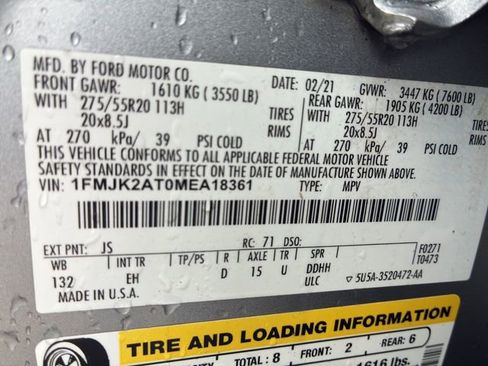 MFD. BY FORD MOTOR CO.
DATE: 02/21 GVWR: 3447 KG ( 7600 LB)
FRONT GAWR: 1610 KG ( 3550 LB) REAR GAWR: 1905 KG ( 4200 LB)
WITH 275/55R20 113H TIRES WITH 275/55R20 113H TIRES
20x8.5J RIMS 20x8.5J RIMS
AT 270 kPa/ 39 PSI COLD AT 270 kPa/ 39 PSI COLD
THIS VEHICLE CONFORMS TO ALL APPLICABLE FEDERAL MOTOR VEHICLE
SAFETY STANDARDS IN EFFECT ON THE DATE OF MANUFACTURE SHOWN ABOVE.
VIN: 1FMJK2AT0MEA18361 TYPE: MPV
EXT PNT: JS RC: 71 DSO: F0271
T0473
WB INT TR TP/PS R AXLE TR SPR
132 EH D 15 U DDHH
MADE IN U.S.A. ULC 5U5A-3520472-AA
TIRE AND LOADING INFORMATION
TOTAL : 8 FRONT: 2 REAR: 6
1616 lbs.